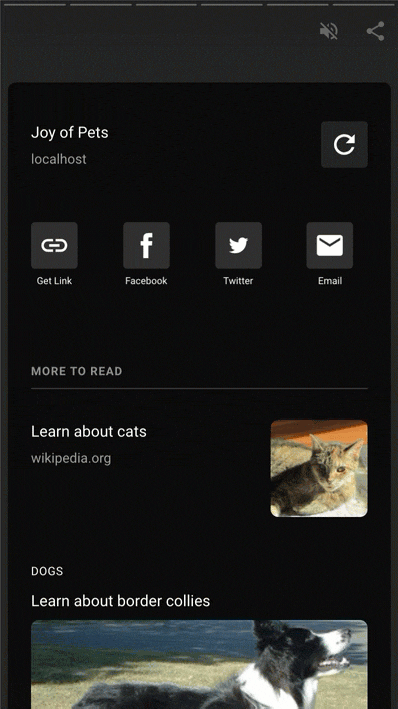 Joy of Pets
localhost
Get Link
Facebook
Twitter
Email
MORE TO READ
Learn about cats
wikipedia.org
DOGS
Learn about border collies